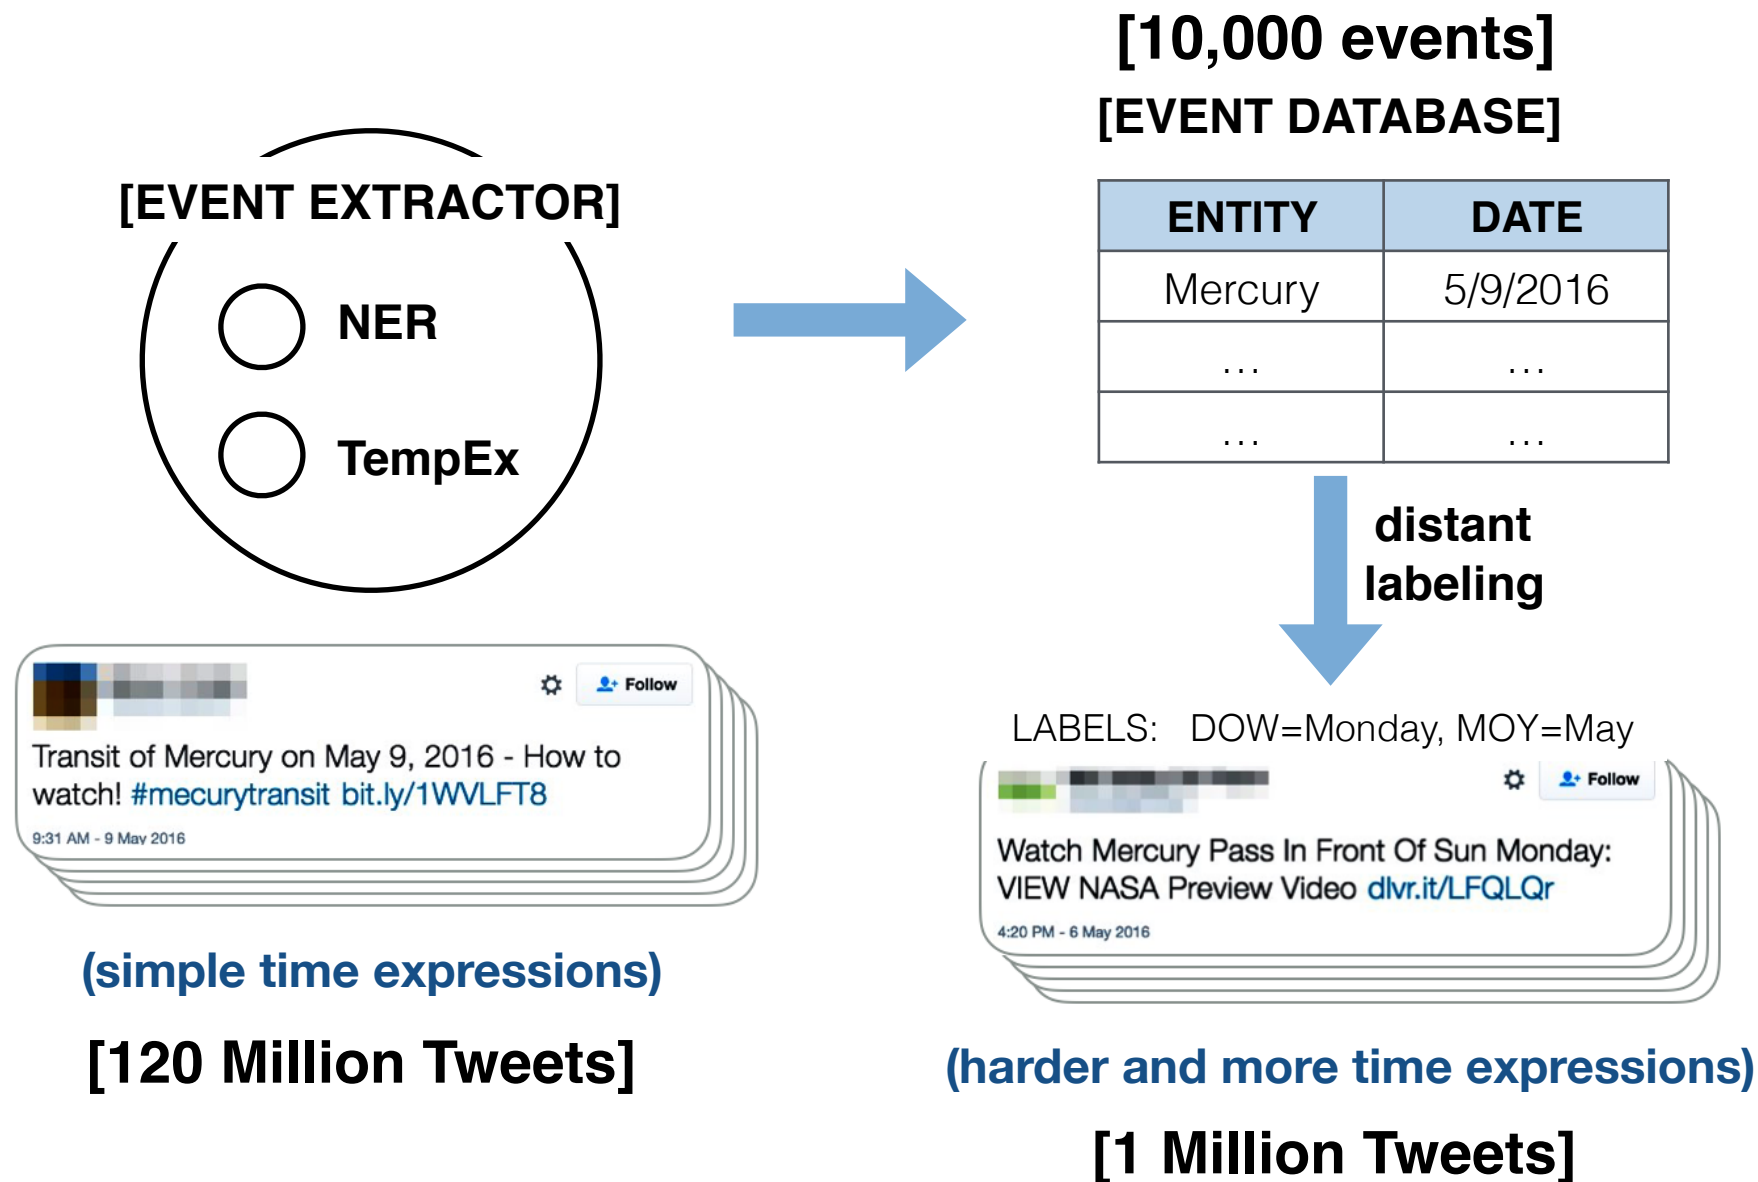 [EVENT EXTRACTOR]
NER
TempEx
Follow
Transit of Mercury on May 9, 2016 - How to
watch! #mecurytransit bit.ly/1WVLFT8
9:31 AM - 9 May 2016
(simple time expressions)
[120 Million Tweets]
[10,000 events]
[EVENT DATABASE]
ENTITY DATE
Mercury 5/9/2016
... ...
... ...
distant
labeling
LABELS: DOW=Monday, MOY=May
Follow
Watch Mercury Pass In Front Of Sun Monday:
VIEW NASA Preview Video dlvr.it/LFQLQr
4:20 PM - 6 May 2016
(harder and more time expressions)
[1 Million Tweets]